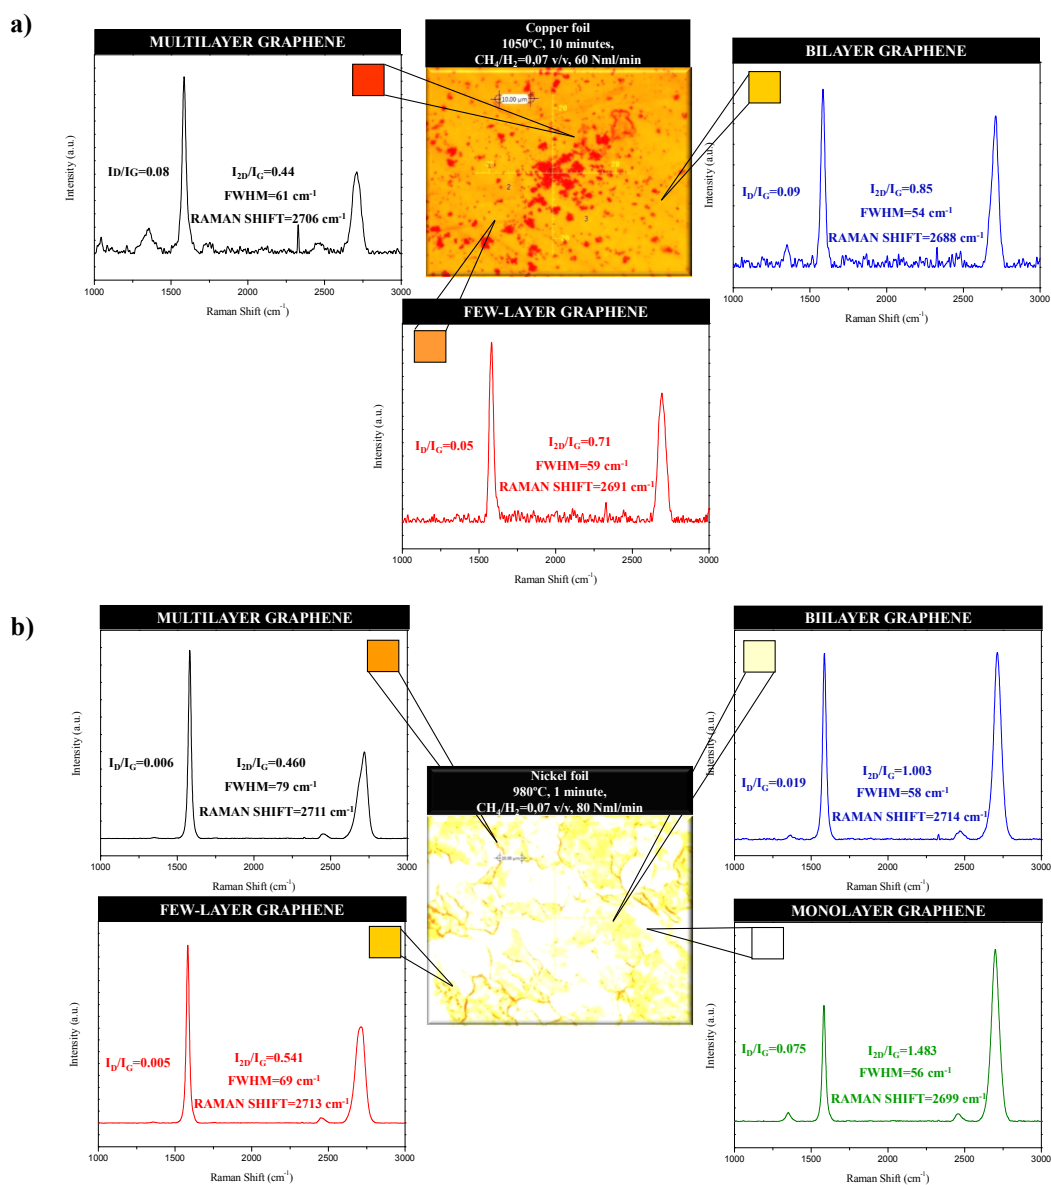 a)
MULTILAYER GRAPHENE
Intensity (a.u.)
ID/IG=0.08
I2D/IG=0.44
FWHM=61 cm-1
RAMAN SHIFT=2706 cm-1
1000 1500 2000 2500 3000
Raman Shift (cm-1)
Copper foil
1050ºC, 10 minutes,
CH4/H2=0,07 v/v, 60 Nml/min
10.00 µm
2
3
BILAYER GRAPHENE
Intensity (a.u.)
ID/IG=0.09
I2D/IG=0.85
FWHM=54 cm-1
RAMAN SHIFT=2688 cm-1
1000 1500 2000 2500 3000
Raman Shift (cm-1)
FEW-LAYER GRAPHENE
Intensity (a.u.)
ID/IG=0.05
I2D/IG=0.71
FWHM=59 cm-1
RAMAN SHIFT=2691 cm-1
1000 1500 2000 2500 3000
Raman Shift (cm-1)
b)
MULTILAYER GRAPHENE
Intensity (a.u.)
ID/IG=0.006
I2D/IG=0.460
FWHM=79 cm-1
RAMAN SHIFT=2711 cm-1
1000 1500 2000 2500 3000
Raman Shift (cm-1)
BIILAYER GRAPHENE
Intensity (a.u.)
ID/IG=0.019
I2D/IG=1.003
FWHM=58 cm-1
RAMAN SHIFT=2714 cm-1
1000 1500 2000 2500 3000
Raman Shift (cm-1)
Nickel foil
980ºC, 1 minute,
CH4/H2=0,07 v/v, 80 Nml/min
FEW-LAYER GRAPHENE
Intensity (a.u.)
ID/IG=0.005
I2D/IG=0.541
FWHM=69 cm-1
RAMAN SHIFT=2713 cm-1
1000 1500 2000 2500 3000
Raman Shift (cm-1)
MONOLAYER GRAPHENE
Intensity (a.u.)
ID/IG=0.075
I2D/IG=1.483
FWHM=56 cm-1
RAMAN SHIFT=2699 cm-1
1000 1500 2000 2500 3000
Raman Shift (cm-1)